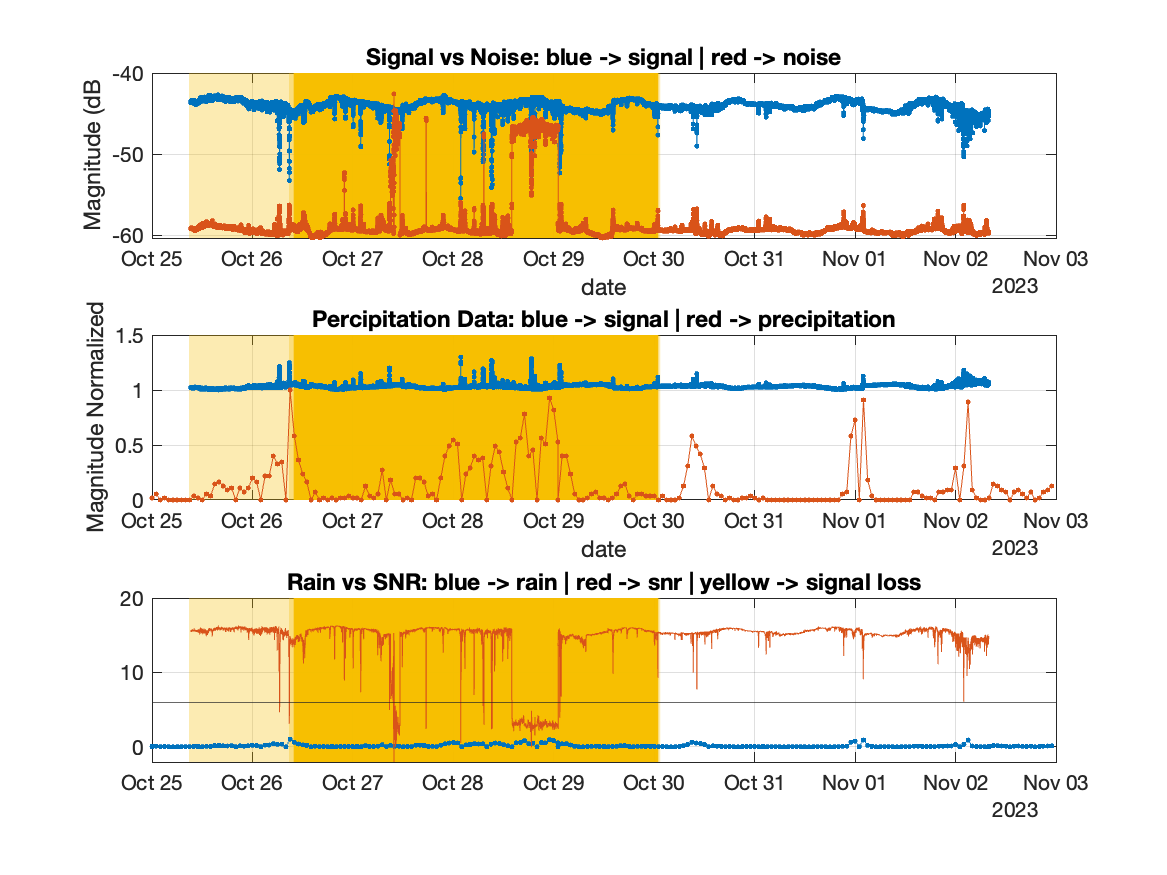 Signal vs Noise: blue -> signal | red -> noise
Magnitude (dB
-40
-50
-60
Oct 25 Oct 26 Oct 27 Oct 28 Oct 29 Oct 30 Oct 31 Nov 01 Nov 02 Nov 03
date
2023
Percipitation Data: blue -> signal | red -> precipitation
Magnitude Normalized
1.5
1
0.5
0
Oct 25 Oct 26 Oct 27 Oct 28 Oct 29 Oct 30 Oct 31 Nov 01 Nov 02 Nov 03
date
2023
Rain vs SNR: blue -> rain | red -> snr | yellow -> signal loss
20
10
0
Oct 25 Oct 26 Oct 27 Oct 28 Oct 29 Oct 30 Oct 31 Nov 01 Nov 02 Nov 03
2023